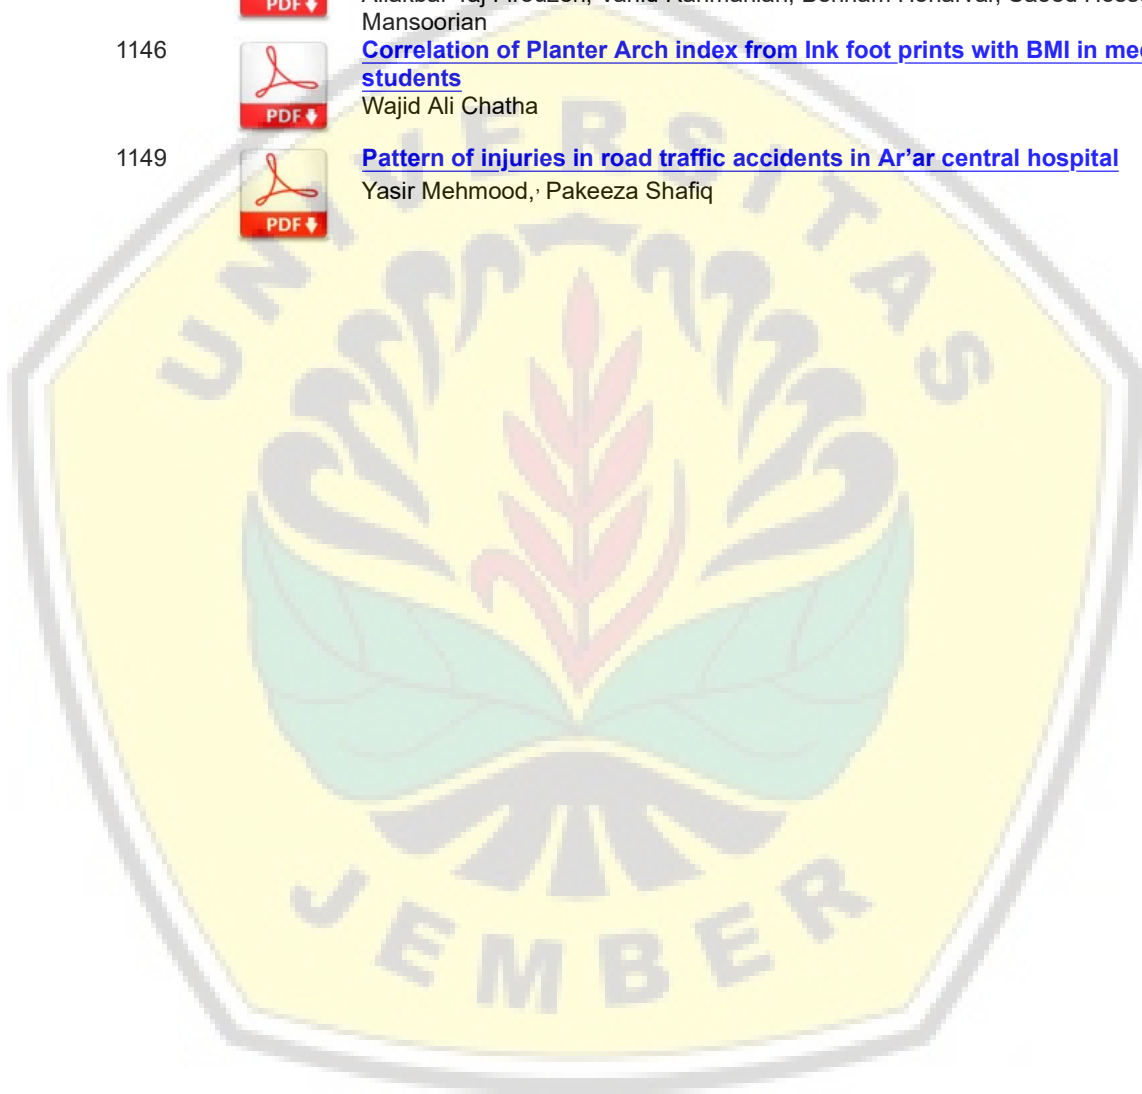 PDF
Mansoorian
1146
Correlation of Planter Arch index from Ink foot prints with BMI in
students
Wajid Ali Chatha
PDF
1149
Pattern of injuries in road traffic accidents in Ar’ar central hospital
Yasir Mehmood,, Pakeeza Shafiq
PDF
UNIVERSITAS
JEMBER